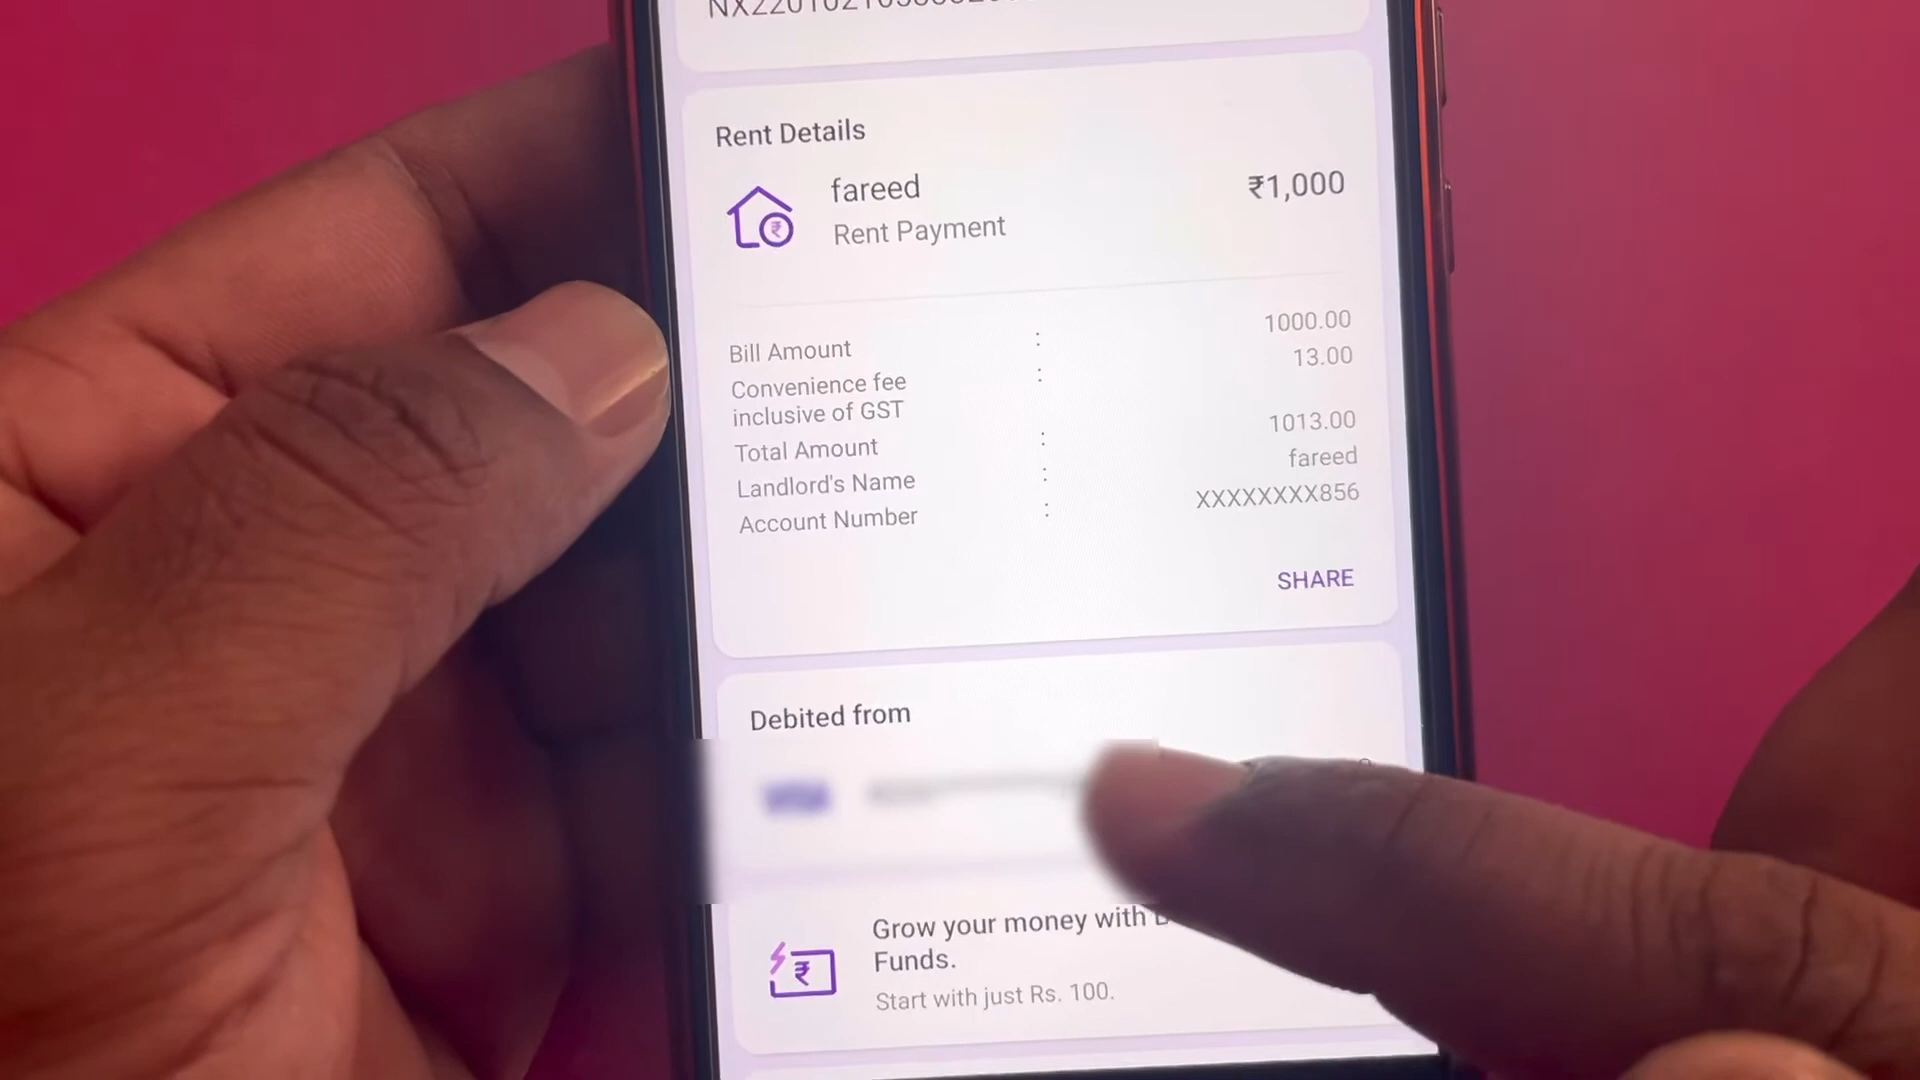 Rent Details
fareed
₹1,000
Rent Payment
Bill Amount : 1000.00
Convenience fee : 13.00
inclusive of GST
Total Amount : 1013.00
Landlord's Name : fareed
Account Number : XXXXXXXX856
SHARE
Debited from
VISA
Grow your money with
Funds.
Start with just Rs. 100.